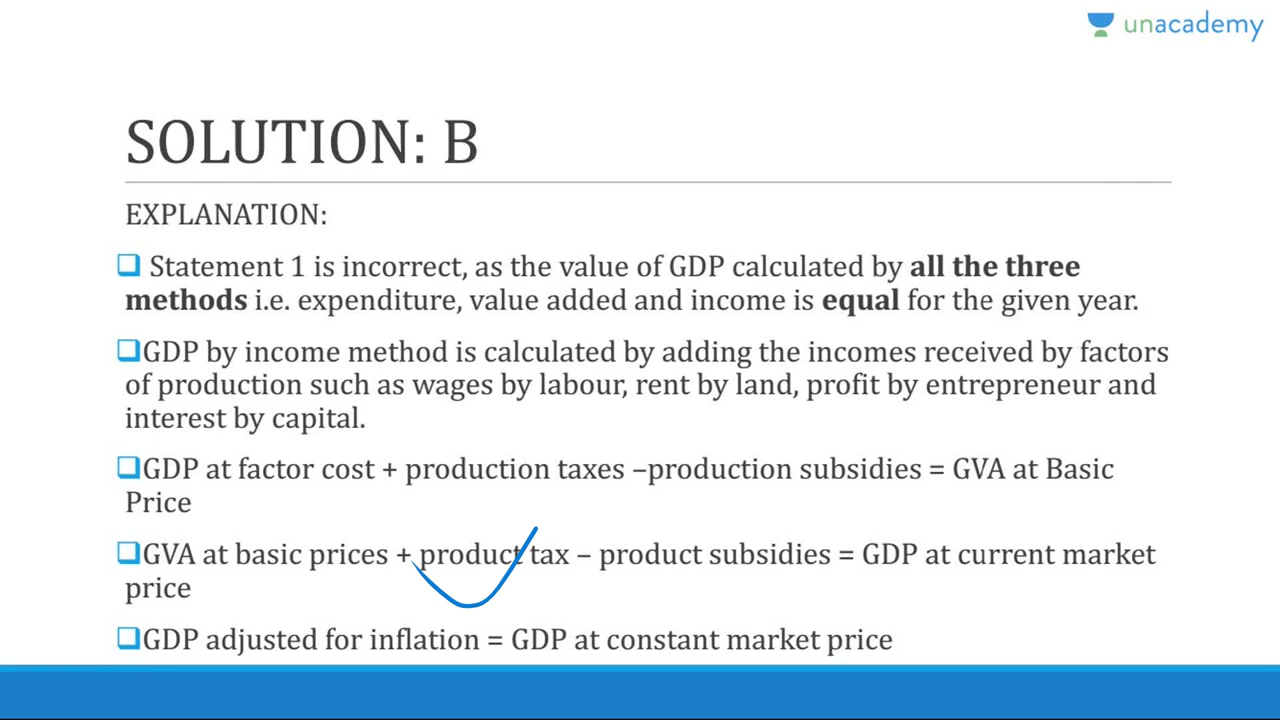 unacademy
SOLUTION: B
EXPLANATION:
Statement 1 is incorrect, as the value of GDP calculated by all the three
methods i.e. expenditure, value added and income is equal for the given year.
GDP by income method is calculated by adding the incomes received by factors
of production such as wages by labour, rent by land, profit by entrepreneur and
interest by capital.
GDP at factor cost + production taxes –production subsidies = GVA at Basic
Price
GVA at basic prices + product tax – product subsidies = GDP at current market
price
GDP adjusted for inflation = GDP at constant market price